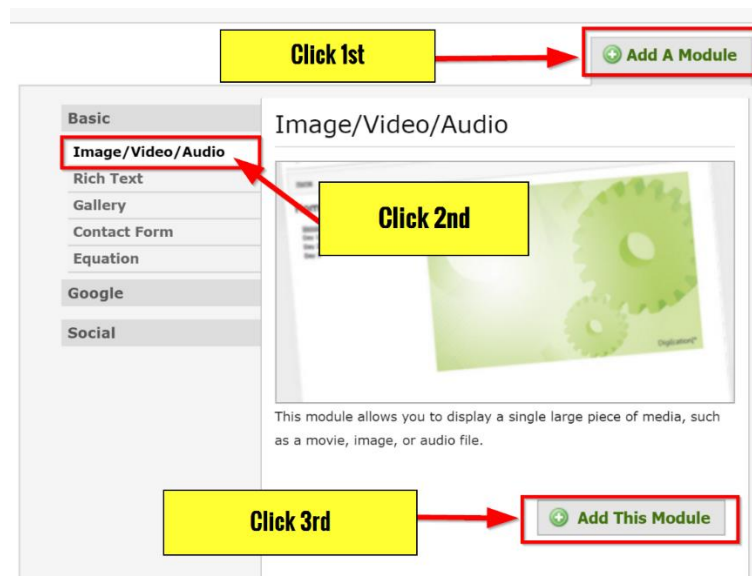 Click 1st
Add A Module
Basic
Image/Video/Audio
Rich Text
Gallery
Contact Form
Equation
Google
Social
Image/Video/Audio
Click 2nd
This module allows you to display a single large piece of media, such
as a movie, image, or audio file.
Click 3rd
Add This Module